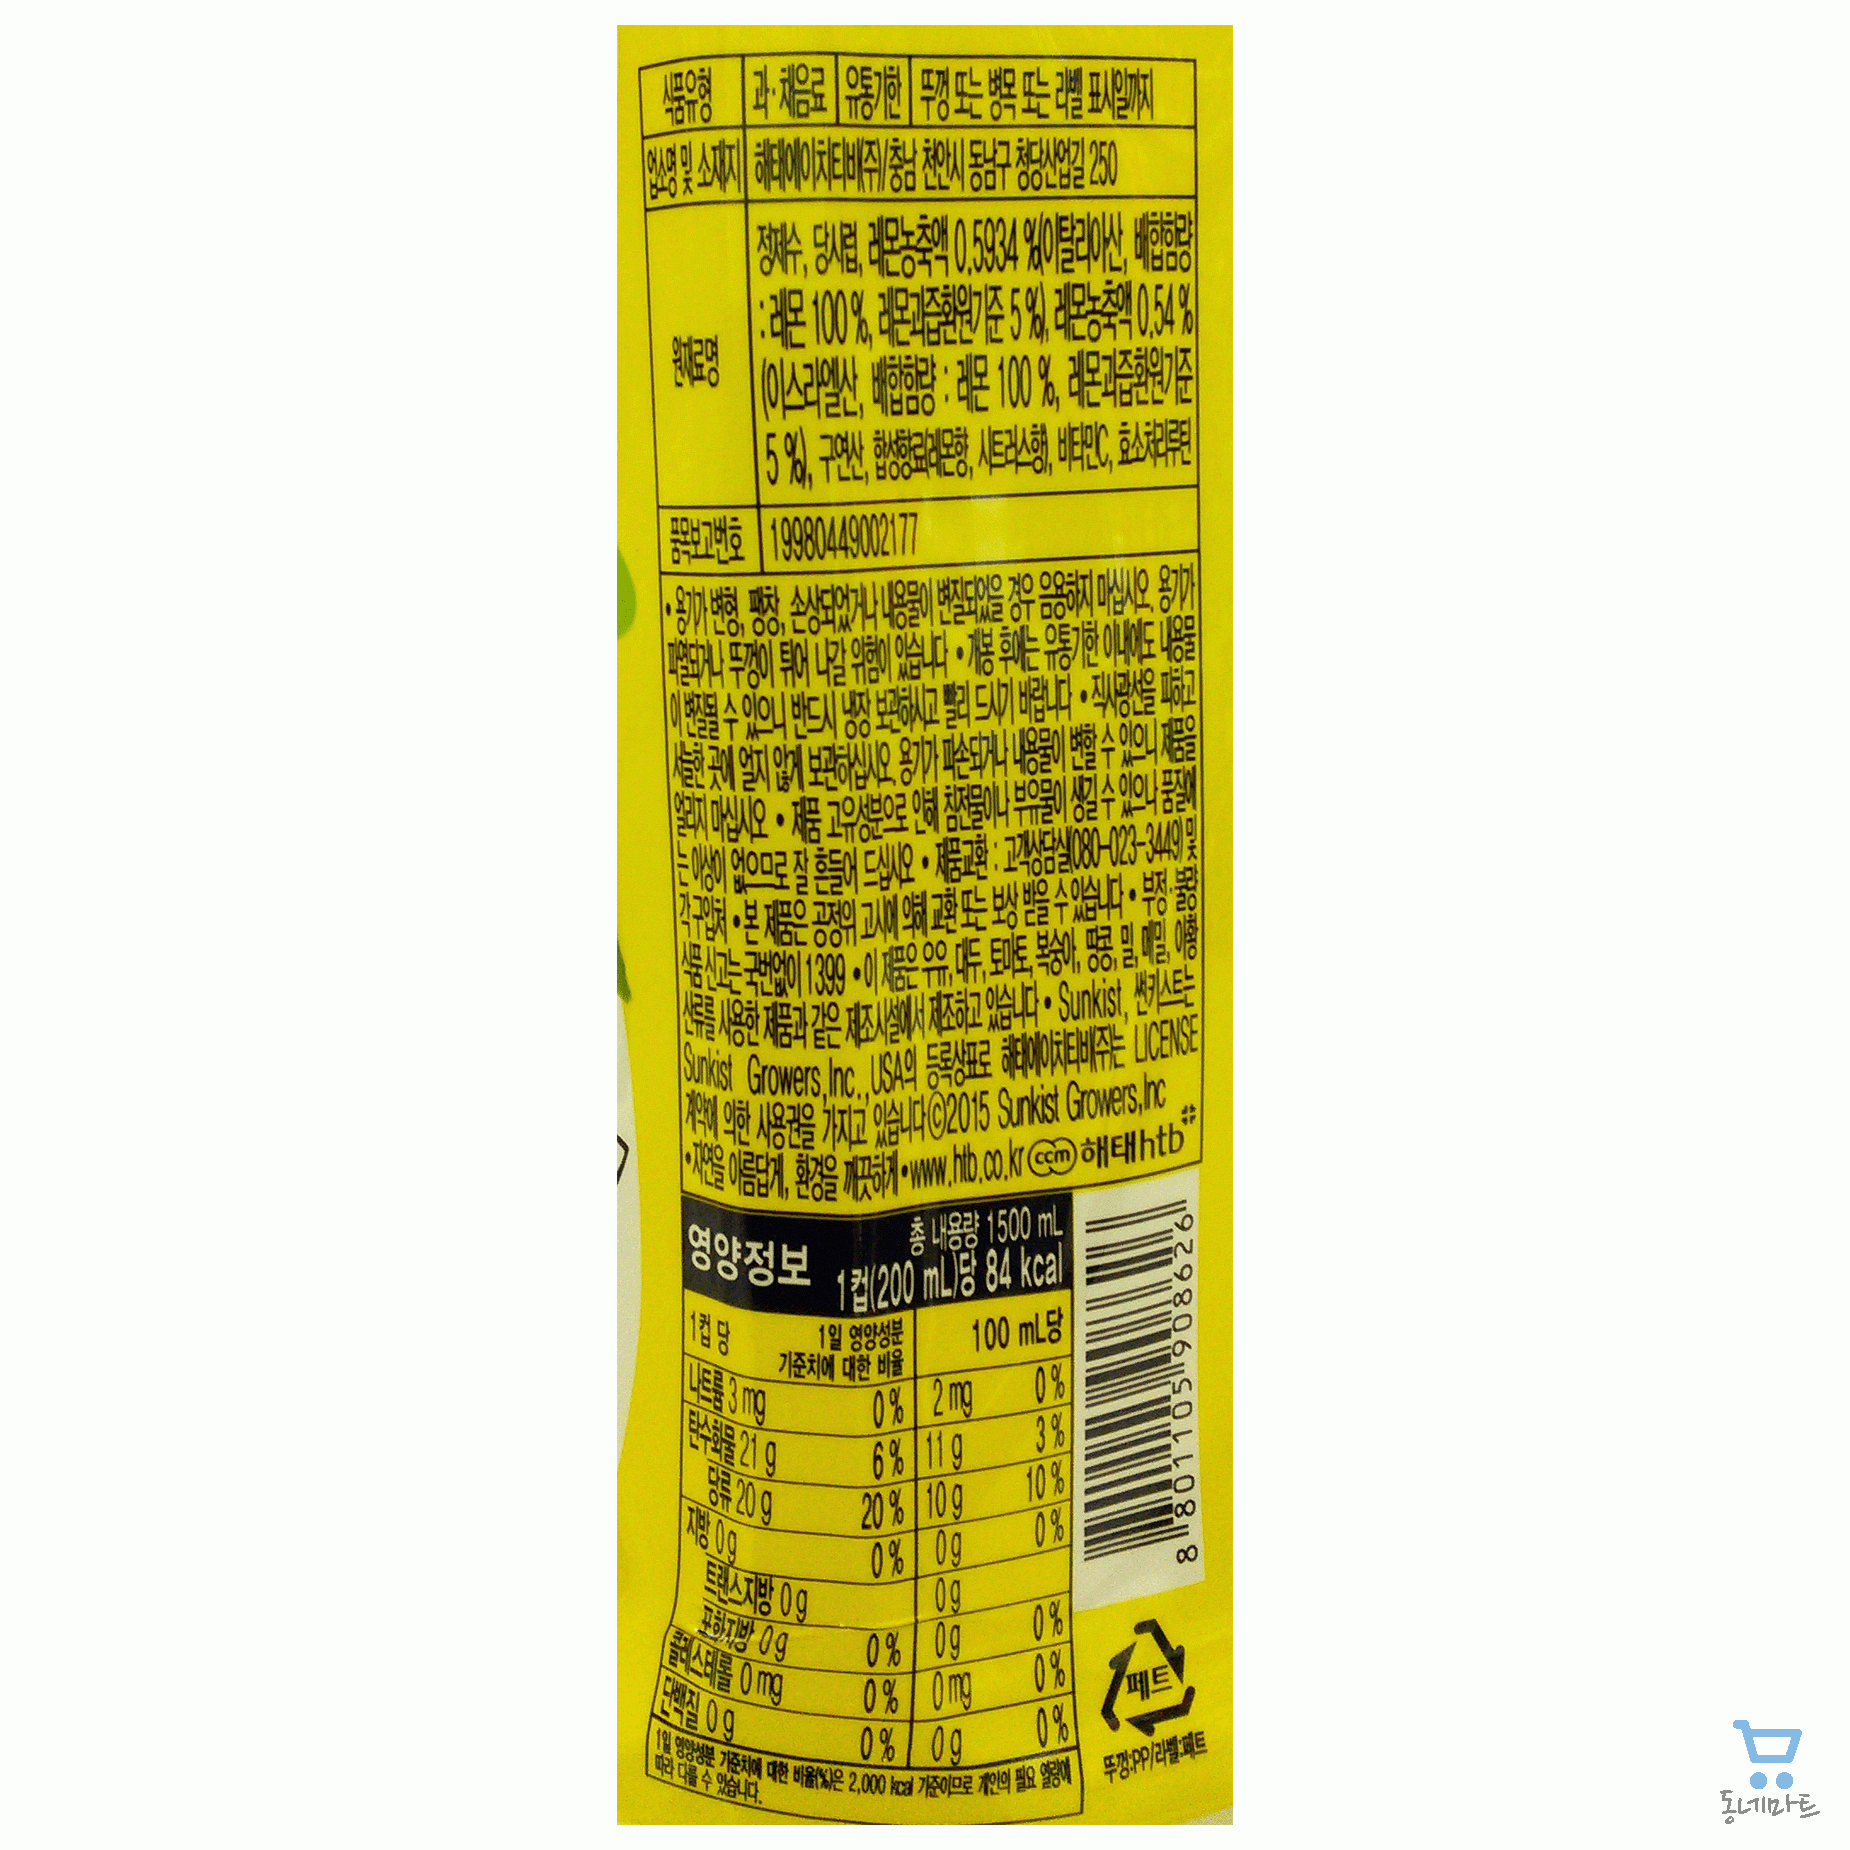 식품유형 과·채음료 유통기한 뚜껑 또는 병목 또는 라벨 표시일까지
업소명 및 소재지 해태에이치티비(주)/충남 천안시 동남구 청당산업길 250
원재료명
정제수, 당시럽, 레몬농축액 0.5934 %(이탈리아산, 배합함량
: 레몬 100 %, 레몬과즙환원기준 5 %), 레몬농축액 0.54 %
(이스라엘산, 배합함량 : 레몬 100 %, 레몬과즙환원기준
5 %), 구연산, 합성향료(레몬향, 시트러스향), 비타민C, 효소처리루틴
품목보고번호 19980449002177
• 용기가 변형, 팽창, 손상되었거나 내용물이 변질되었을 경우 음용하지 마십시오. 용기가
파열되거나 뚜껑이 튀어 나갈 위험이 있습니다 • 개봉 후에는 유통기한 이내에도 내용물
이 변질될 수 있으니 반드시 냉장 보관하시고 빨리 드시기 바랍니다 • 직사광선을 피하고
서늘한 곳에 얼지 않게 보관하십시오. 용기가 파손되거나 내용물이 변할 수 있으니 제품을
얼리지 마십시오 • 제품 고유성분으로 인해 침전물이나 부유물이 생길 수 있으나 품질에
는 이상이 없으므로 잘 흔들어 드십시오 • 제품교환 : 고객상담실(080-023-3449) 및
각 구입처 • 본 제품은 공정위 고시에 의해 교환 또는 보상 받을 수 있습니다 • 부정·불량
식품 신고는 국번없이 1399 • 이 제품은 우유, 대두, 토마토, 복숭아, 땅콩, 밀, 메밀, 아황
산류를 사용한 제품과 같은 제조시설에서 제조하고 있습니다 • Sunkist, 썬키스트는
Sunkist Growers,Inc.,USA의 등록상표로 해태에이치티비(주)는 LICENSE
계약에 의한 사용권을 가지고 있습니다ⓒ2015 Sunkist Growers,Inc
•자연을 아름답게, 환경을 깨끗하게•www.htb.co.kr ccm 해태htb
영양정보 총 내용량 1500 mL
1컵(200 mL)당 84 kcal
1컵 당 1일 영양성분 기준치에 대한 비율 100 mL당
나트륨 3 mg 0 % 2 mg 0 %
탄수화물 21 g 6 % 11 g 3 %
당류 20 g 20 % 10 g 10 %
지방 0 g 0 % 0 g 0 %
트랜스지방 0 g 0 g
포화지방 0 g 0 % 0 g 0 %
콜레스테롤 0 mg 0 % 0 mg 0 %
단백질 0 g 0 % 0 g 0 %
1일 영양성분 기준치에 대한 비율(%)은 2,000 kcal 기준이므로 개인의 필요 열량에
따라 다를 수 있습니다.
8 801105 908626
페트
뚜껑:PP/라벨:페트
동네마트